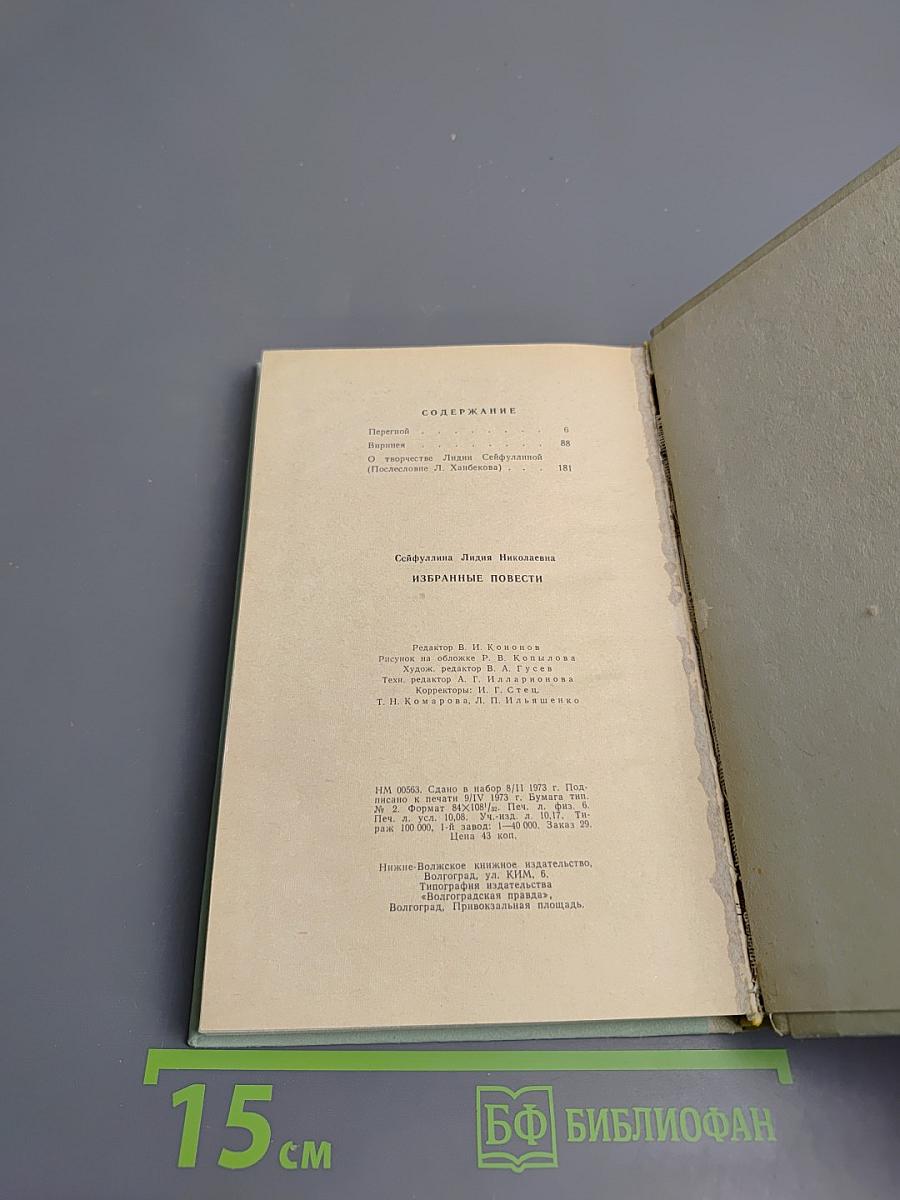 СОДЕРЖАНИЕ
Перегной . . . . . . . . 6
Виринея . . . . . . . . 88
О творчестве Лидии Сейфуллиной
(Послесловие Л. Ханбекова) . . . 181
Сейфуллина Лидия Николаевна
ИЗБРАННЫЕ ПОВЕСТИ
Редактор В. И. Кононов
Рисунок на обложке Р. В. Копылова
Худож. редактор В. А. Гусев
Техн. редактор А. Г. Илларионова
Корректоры: И. Г. Стец,
Т. Н. Комарова, Л. П. Ильяшенко
НМ 00563. Сдано в набор 8/II 1973 г. Под-
писано к печати 9/IV 1973 г. Бумага тип.
№ 2. Формат 84×108¹/₃₂. Печ. л. физ. 6.
Печ. л. усл. 10,08. Уч.-изд. л. 10,17. Ти-
раж 100 000, 1-й завод: 1—40 000. Заказ 29.
Цена 43 коп.
Нижне-Волжское книжное издательство,
Волгоград, ул. КИМ, 6.
Типография издательства
«Волгоградская правда»,
Волгоград, Привокзальная площадь.
15 см
БФ БИБЛИОФАН